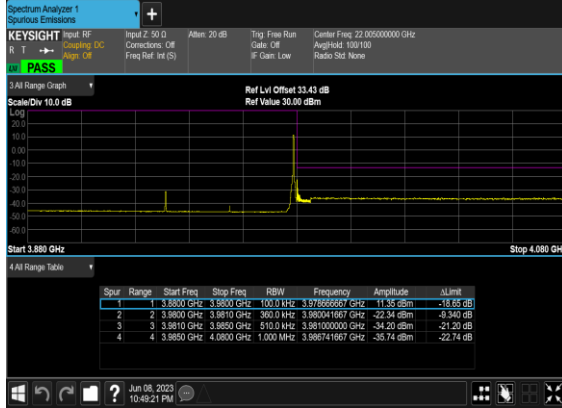 Spectrum Analyzer 1
Spurious Emissions
+
KEYSIGHT Input: RF Input Z: 50 Ω Atten: 20 dB Trig: Free Run Center Freq: 22.005000000 GHz
R T Coupling: DC Corrections: Off Gate: Off Avg|Hold: 100/100
Align: Off Freq Ref: Int (S) IF Gain: Low Radio Std: None
PASS
3 All Range Graph Ref Lvl Offset 33.43 dB
Scale/Div 10.0 dB Ref Value 30.00 dBm
Log
20.0
10.0
0.00
-10.0
-20.0
-30.0
-40.0
-50.0
-60.0
Start 3.880 GHz Stop 4.080 GH
4 All Range Table
Spur Range Start Freq Stop Freq RBW Frequency Amplitude ΔLimit
1 1 3.8800 GHz 3.9800 GHz 100.0 kHz 3.978666667 GHz 11.35 dBm -18.65 dB
2 2 3.9800 GHz 3.9810 GHz 360.0 kHz 3.980041667 GHz -22.34 dBm -9.340 dB
3 3 3.9810 GHz 3.9850 GHz 510.0 kHz 3.981000000 GHz -34.20 dBm -21.20 dB
4 4 3.9850 GHz 4.0800 GHz 1.000 MHz 3.986741667 GHz -35.74 dBm -22.74 dB
? Jun 08, 2023
10:49:21 PM